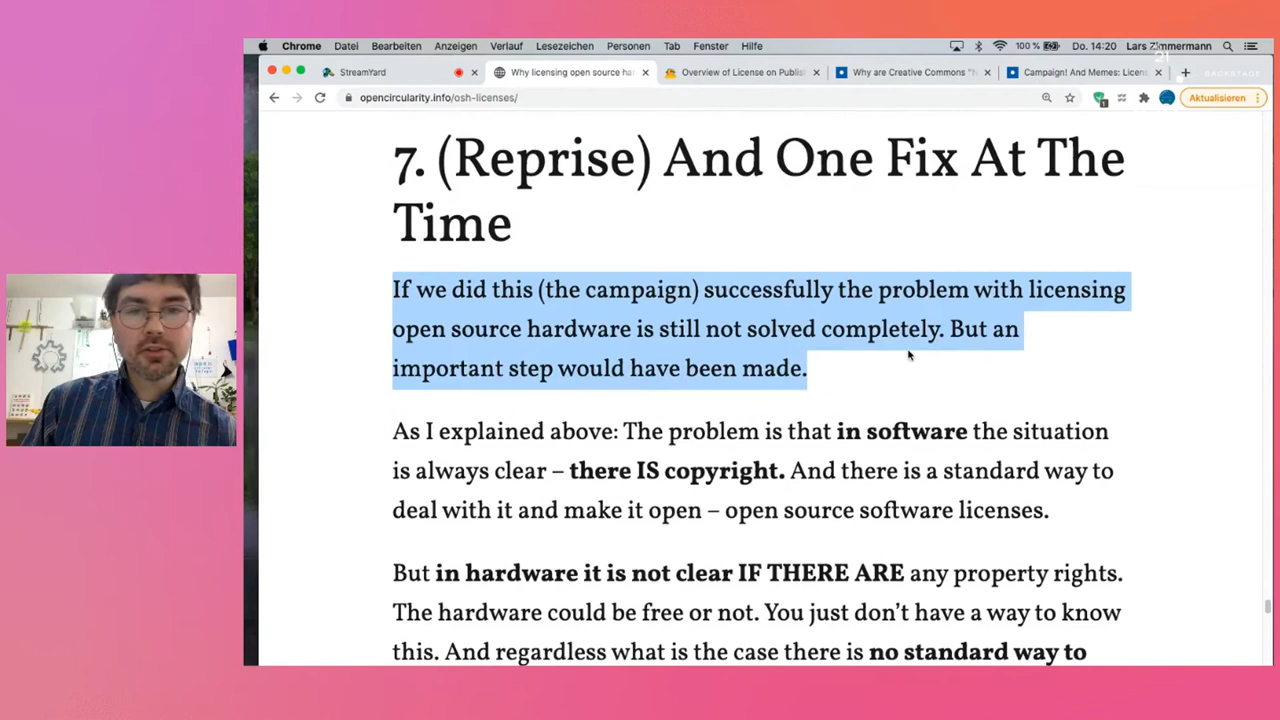 Chrome Datei Bearbeiten Anzeigen Verlauf Lesezeichen Personen Tab Fenster Hilfe 100 % Do. 14:20 Lars Zimmermann
StreamYard Why licensing open source har Overview of License on Publish Why are Creative Commons "N Campaign! And Memes: Licens
BACKSTAGE
opencircularity.info/osh-licenses/ Aktualisieren
7. (Reprise) And One Fix At The
Time
If we did this (the campaign) successfully the problem with licensing
open source hardware is still not solved completely. But an
important step would have been made.
As I explained above: The problem is that in software the situation
is always clear – there IS copyright. And there is a standard way to
deal with it and make it open – open source software licenses.
But in hardware it is not clear IF THERE ARE any property rights.
The hardware could be free or not. You just don’t have a way to know
this. And regardless what is the case there is no standard way to